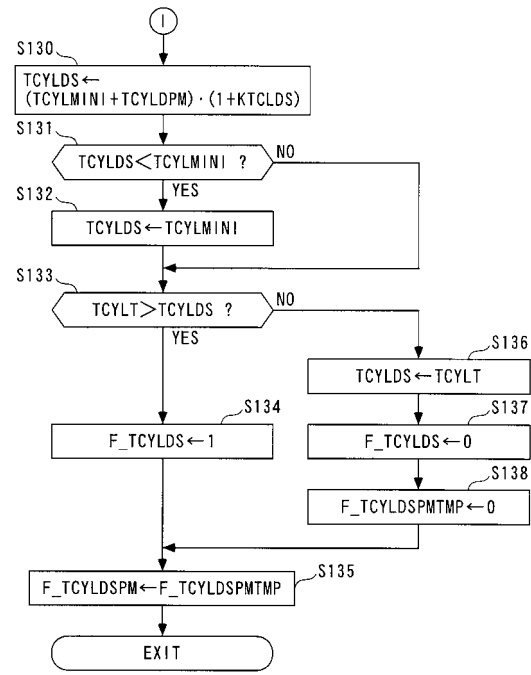 I
S130
TCYLDS←
(TCYLMINI+TCYLDPM)·(1+KTCLDS)
S131
TCYLDS<TCYLMINI ?
NO
YES
S132
TCYLDS←TCYLMINI
S133
TCYLT>TCYLDS ?
NO
YES
S136
TCYLDS←TCYLT
S134
F_TCYLDS←1
S137
F_TCYLDS←0
S138
F_TCYLDSPMTMP←0
S135
F_TCYLDSPM←F_TCYLDSPMTMP
EXIT